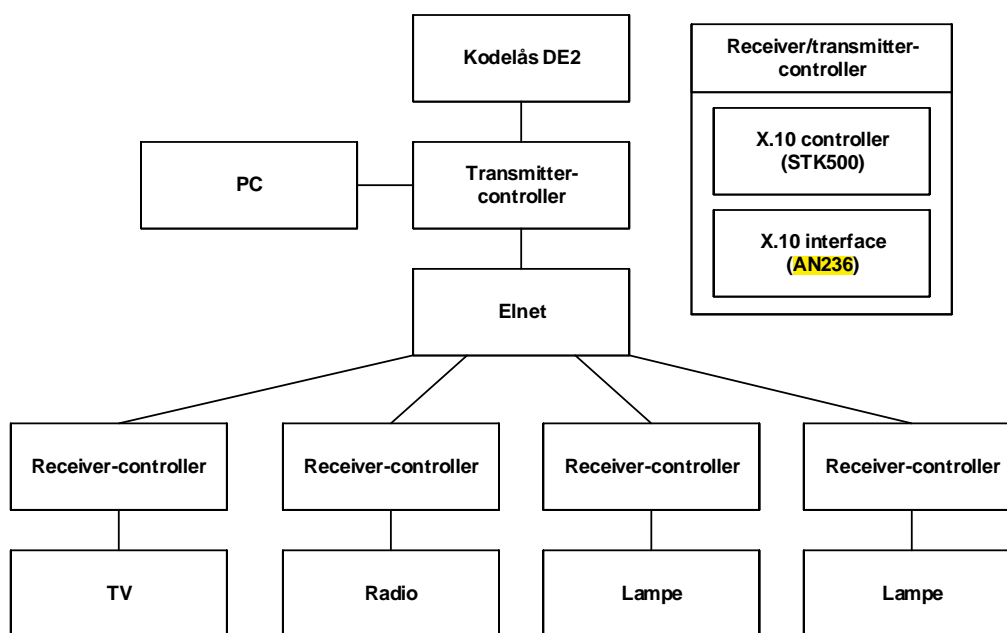 Kodelås DE2
Receiver/transmitter-
controller
X.10 controller
(STK500)
PC
Transmitter-
controller
X.10 interface
(AN236)
Elnet
Receiver-controller
Receiver-controller
Receiver-controller
Receiver-controller
TV
Radio
Lampe
Lampe